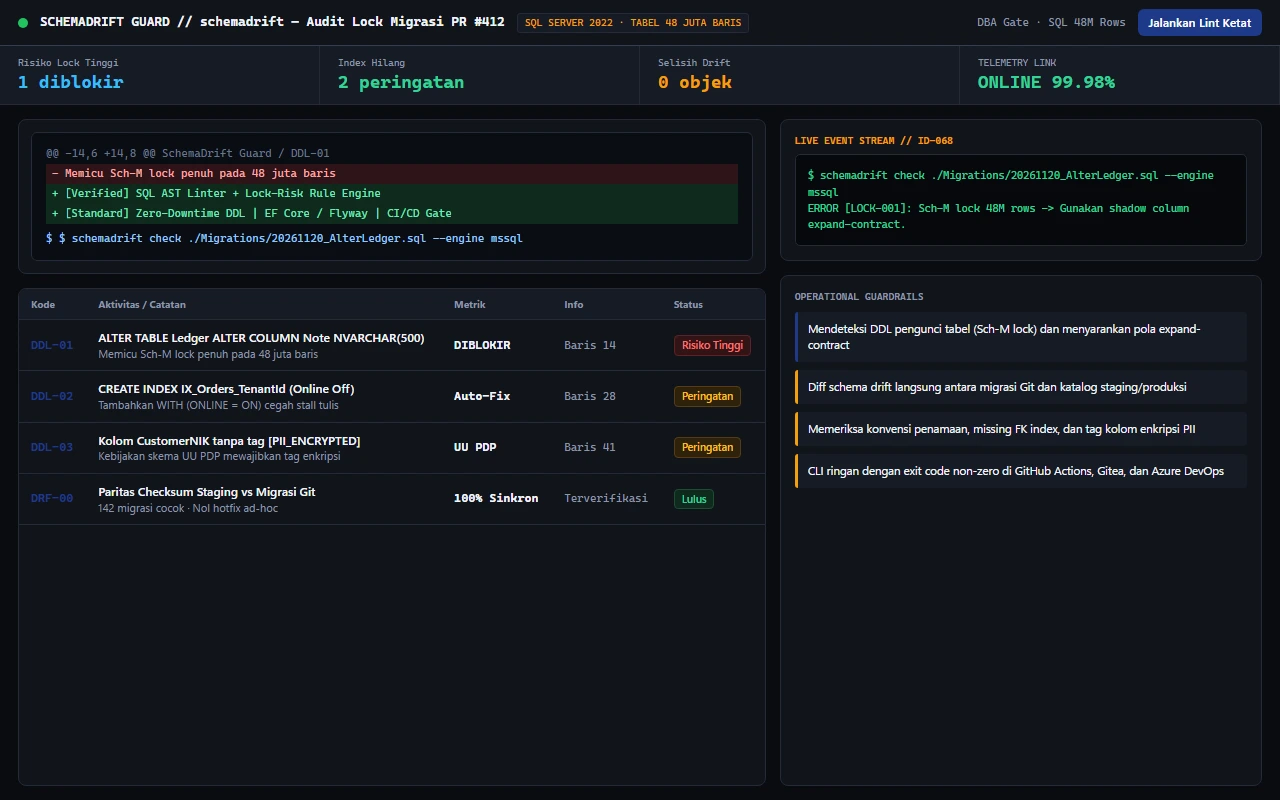 SCHEMADRIFT GUARD // schemadrift — Audit Lock Migrasi PR #412
SQL SERVER 2022 · TABEL 48 JUTA BARIS
DBA Gate · SQL 48M Rows
Jalankan Lint Ketat
Risiko Lock Tinggi
1 diblokir
Index Hilang
2 peringatan
Selisih Drift
0 objek
TELEMETRY LINK
ONLINE 99.98%
@@ -14,6 +14,8 @@ SchemaDrift Guard / DDL-01
- Memicu Sch-M lock penuh pada 48 juta baris
+ [Verified] SQL AST Linter + Lock-Risk Rule Engine
+ [Standard] Zero-Downtime DDL | EF Core / Flyway | CI/CD Gate
$ $ schemadrift check ./Migrations/20261120_AlterLedger.sql --engine mssql
Kode
Aktivitas / Catatan
Metrik
Info
Status
DDL-01
ALTER TABLE Ledger ALTER COLUMN Note NVARCHAR(500)
Memicu Sch-M lock penuh pada 48 juta baris
DIBLOKIR
Baris 14
Risiko Tinggi
DDL-02
CREATE INDEX IX_Orders_TenantId (Online Off)
Tambahkan WITH (ONLINE = ON) cegah stall tulis
Auto-Fix
Baris 28
Peringatan
DDL-03
Kolom CustomerNIK tanpa tag [PII_ENCRYPTED]
Kebijakan skema UU PDP mewajibkan tag enkripsi
UU PDP
Baris 41
Peringatan
DRF-00
Paritas Checksum Staging vs Migrasi Git
142 migrasi cocok · Nol hotfix ad-hoc
100% Sinkron
Terverifikasi
Lulus
LIVE EVENT STREAM // ID-068
$ schemadrift check ./Migrations/20261120_AlterLedger.sql --engine
mssql
ERROR [LOCK-001]: Sch-M lock 48M rows -> Gunakan shadow column
expand-contract.
OPERATIONAL GUARDRAILS
Mendeteksi DDL pengunci tabel (Sch-M lock) dan menyarankan pola expand-
contract
Diff schema drift langsung antara migrasi Git dan katalog staging/produksi
Memeriksa konvensi penamaan, missing FK index, dan tag kolom enkripsi PII
CLI ringan dengan exit code non-zero di GitHub Actions, Gitea, dan Azure DevOps